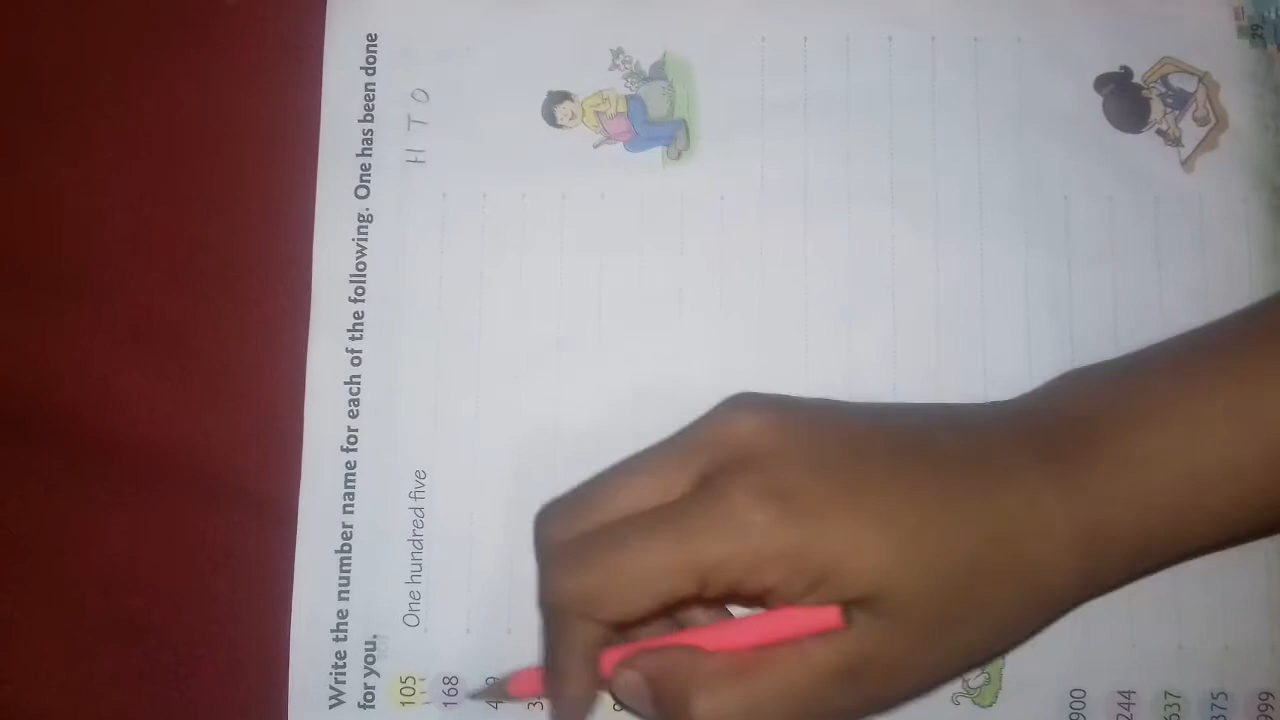 Write the number name for each of the following. One has been done
for you.
H T O
105 One hundred five
168
900
244
637
375
999
29